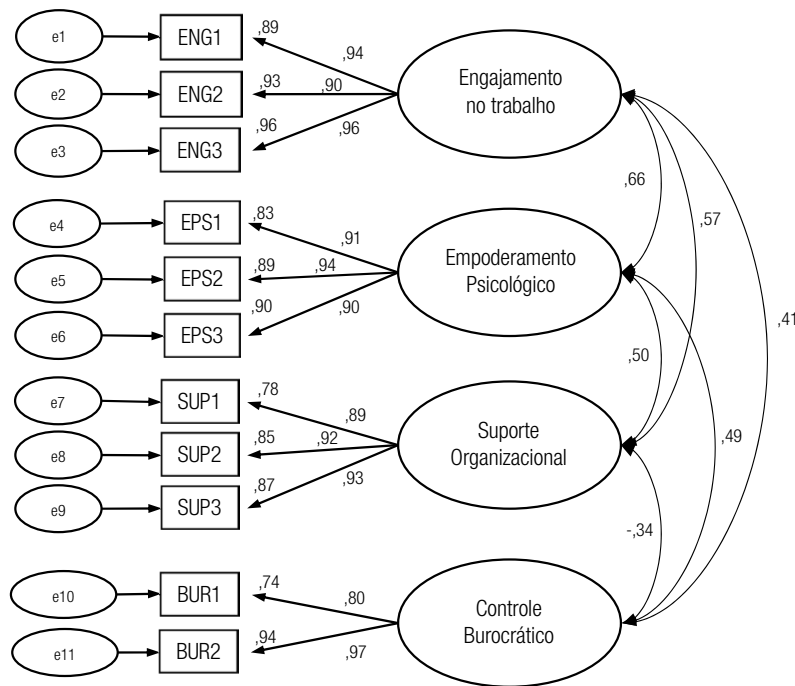 e1
ENG1
,89
,94
e2
ENG2
,93
,90
e3
ENG3
,96
,96
Engajamento
no trabalho
,66
,57
e4
EPS1
,83
,91
e5
EPS2
,89
,94
e6
EPS3
,90
,90
Empoderamento
Psicológico
,41
,50
e7
SUP1
,78
,89
e8
SUP2
,85
,92
e9
SUP3
,87
,93
Suporte
Organizacional
,49
-,34
e10
BUR1
,74
,80
e11
BUR2
,94
,97
Controle
Burocrático